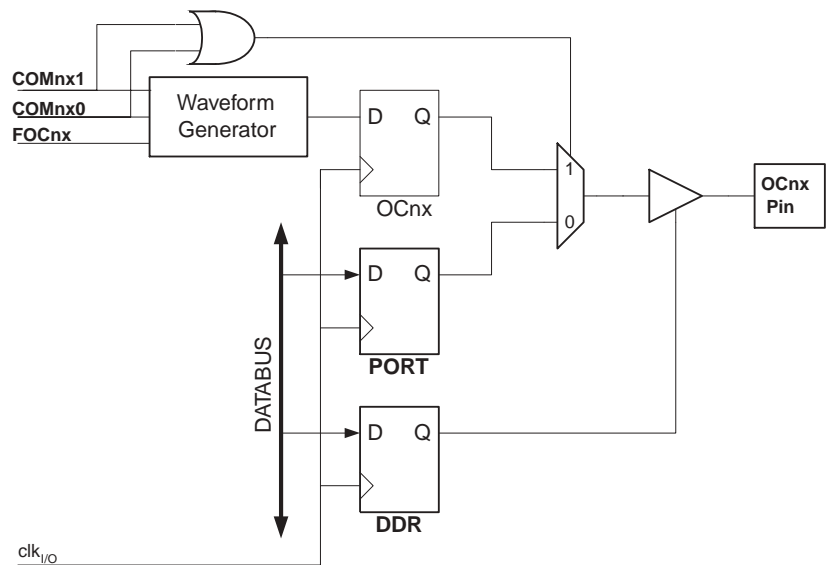 COMnx1
COMnx0
FOCnx
Waveform
Generator
D Q
OCnx
1
0
OCnx
Pin
D Q
PORT
D Q
DDR
DATABUS
clkI/O